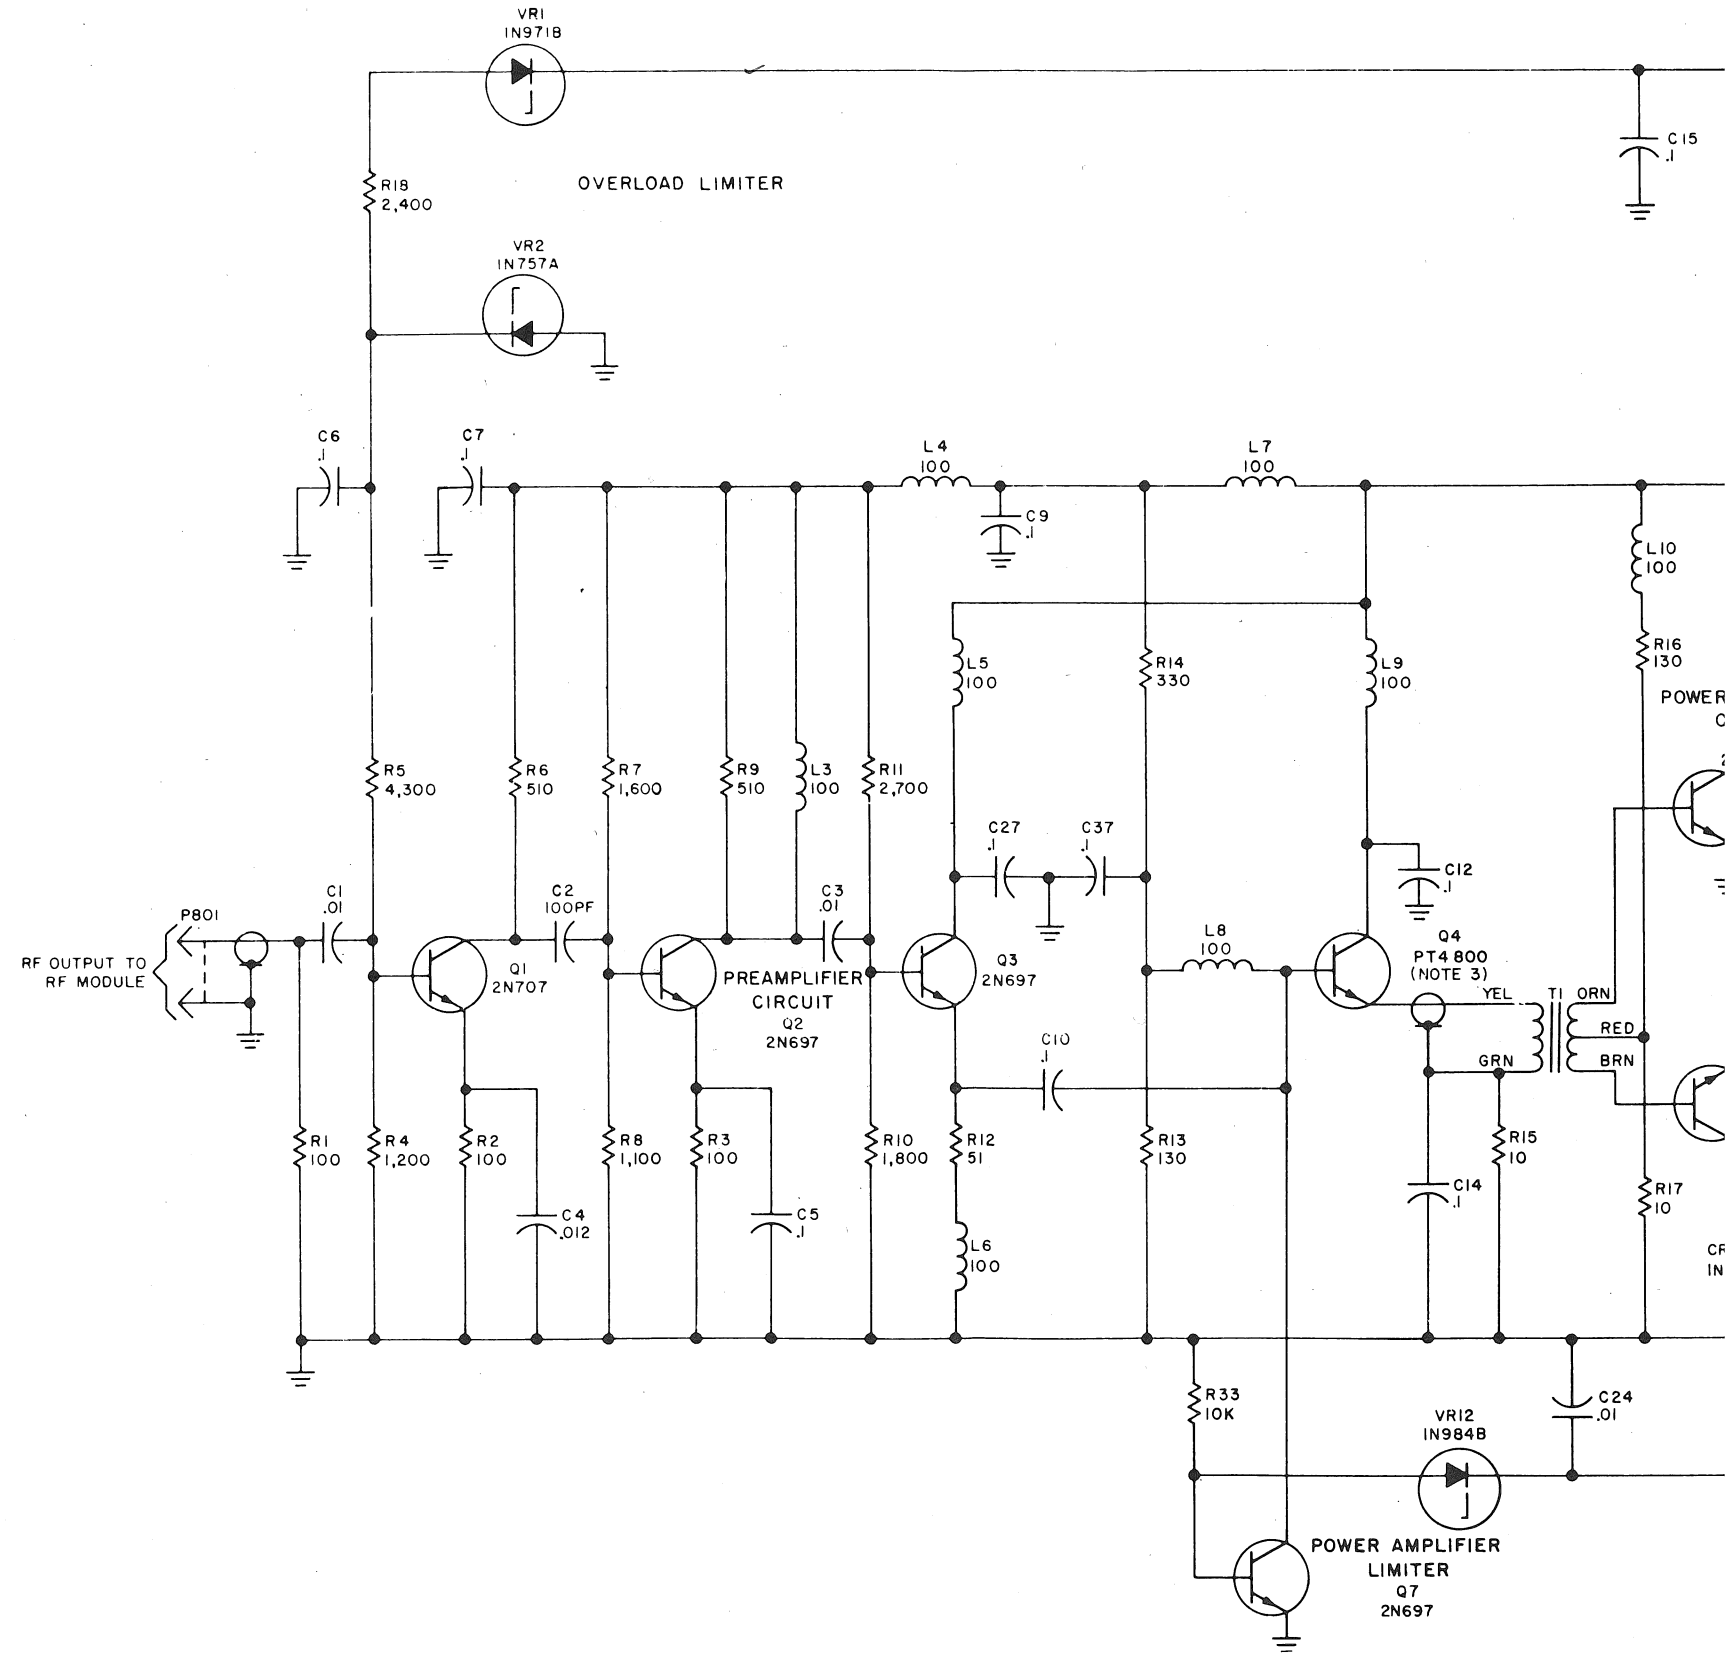 VR1
1N971B
C15
.1
R18
2,400
OVERLOAD LIMITER
VR2
1N757A
C6
.1
C7
.1
L4
100
L7
100
C9
.1
L10
100
L5
100
R14
330
L9
100
R16
130
POWER
R5
4,300
R6
510
R7
1,600
R9
510
L3
100
R11
2,700
C27
.1
C37
.1
C12
.1
P801
C1
.01
C2
100PF
C3
.01
RF OUTPUT TO
RF MODULE
Q1
2N707
PREAMPLIFIER
CIRCUIT
Q2
2N697
Q3
2N697
L8
100
Q4
PT4800
(NOTE 3)
YEL
T1
ORN
RED
GRN
BRN
C10
.1
R1
100
R4
1,200
R2
100
R8
1,100
R3
100
R10
1,800
R12
51
R13
130
R15
10
C14
.1
R17
10
C4
.012
C5
.1
L6
100
CR
IN
R33
10K
VR12
1N984B
C24
.01
POWER AMPLIFIER
LIMITER
Q7
2N697